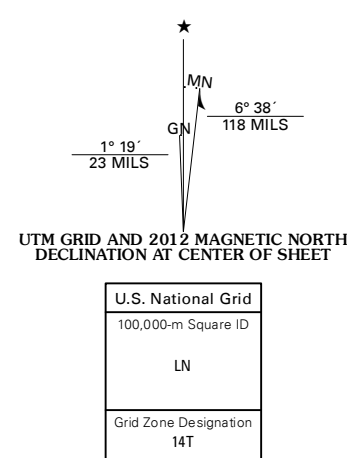 ★
MN
6° 38´
118 MILS
GN
1° 19´
23 MILS
UTM GRID AND 2012 MAGNETIC NORTH
DECLINATION AT CENTER OF SHEET
U.S. National Grid
100,000-m Square ID
LN
Grid Zone Designation
14T